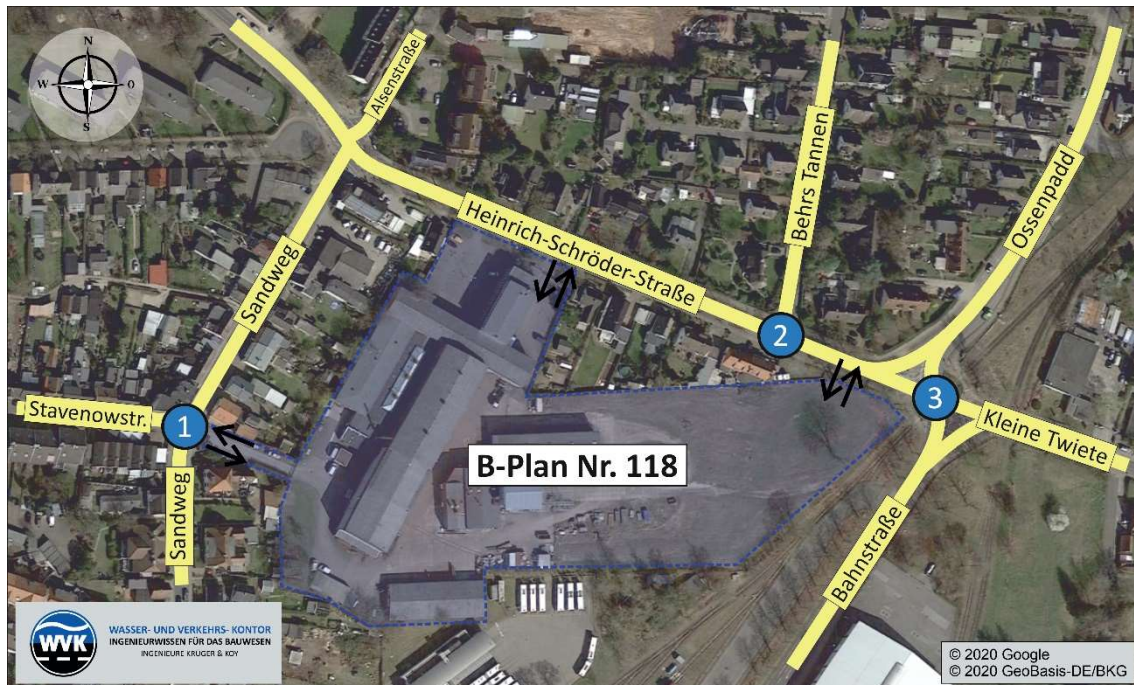 N
W
O
S
Alsenstraße
Sandweg
Heinrich-Schröder-Straße
Behrs Tannen
Ossenpadd
2
3
Stavenowstr.
1
Kleine Twiete
B-Plan Nr. 118
Sandweg
Bahnstraße
WVK
WASSER- UND VERKEHRS- KONTOR
INGENIEURWISSEN FÜR DAS BAUWESEN
INGENIEURE KRÜGER & KOY
© 2020 Google
© 2020 GeoBasis-DE/BKG